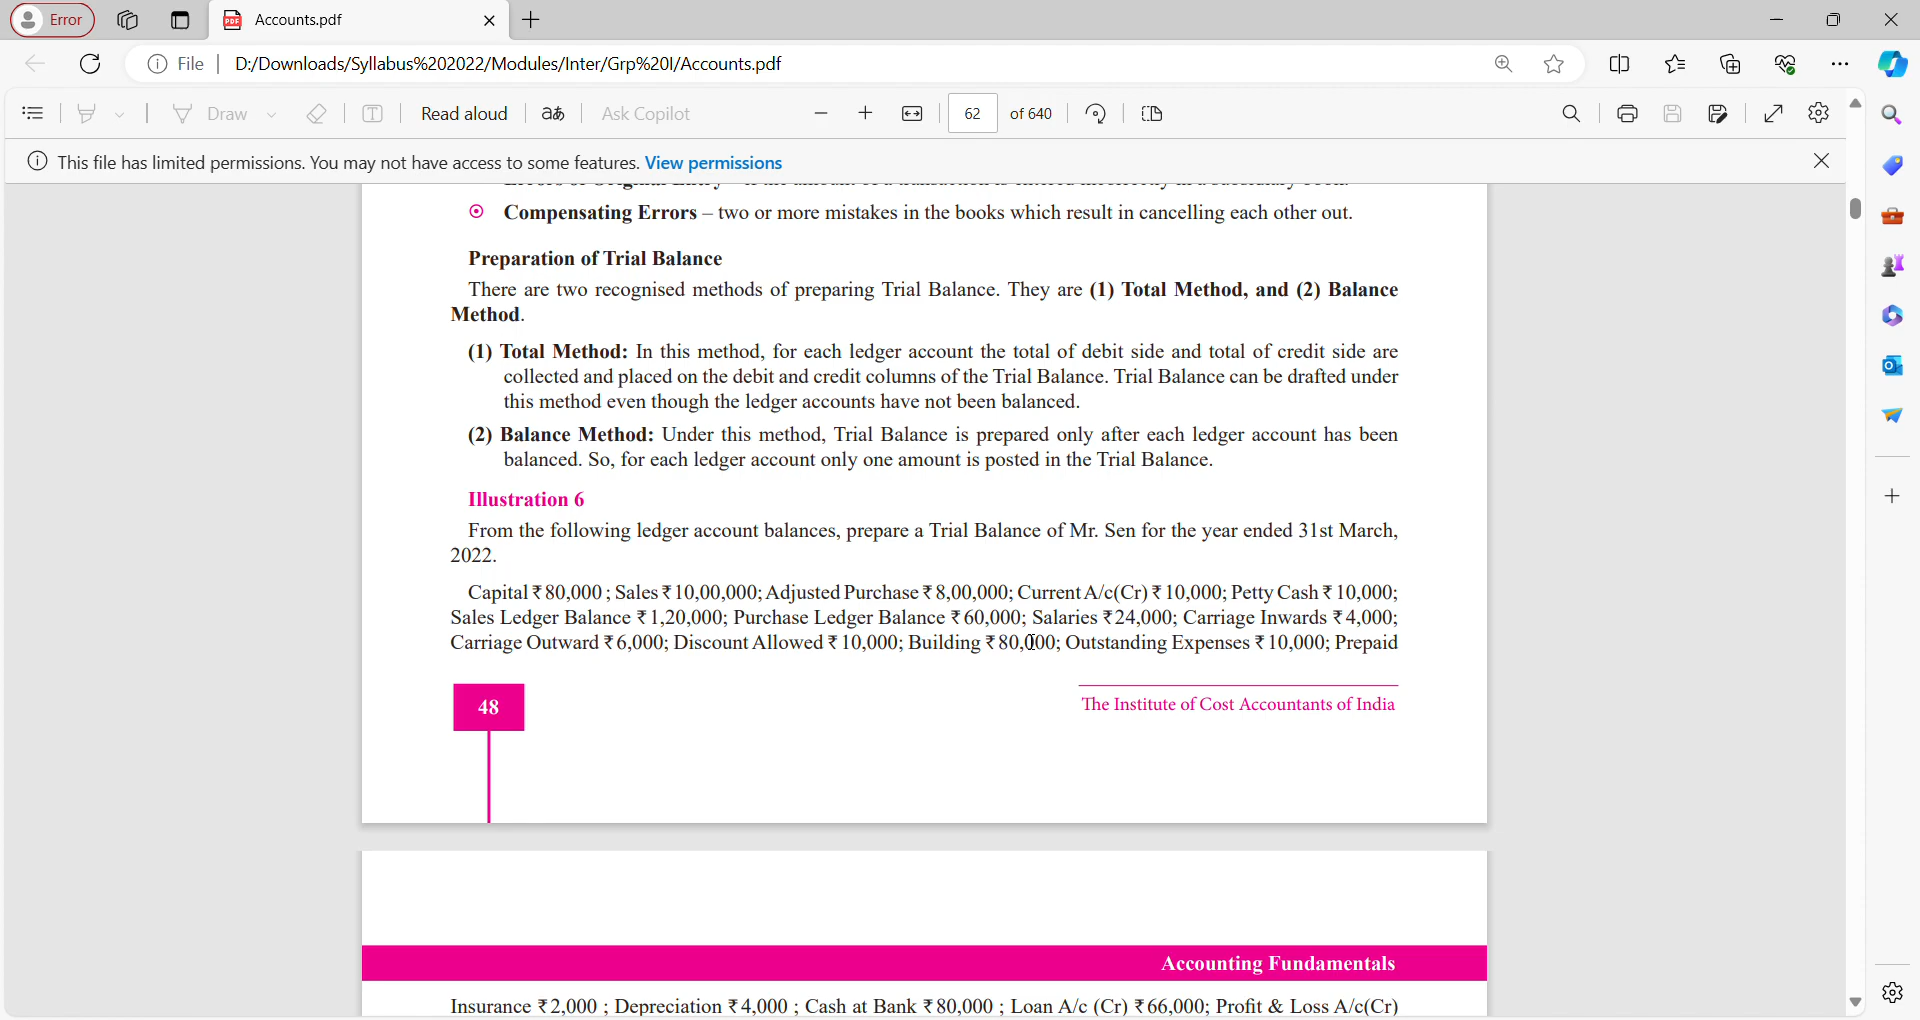 Error
Accounts.pdf
File
D:/Downloads/Syllabus%202022/Modules/Inter/Grp%20I/Accounts.pdf
Draw
Read aloud
aあ
Ask Copilot
62 of 640
This file has limited permissions. You may not have access to some features. View permissions
Compensating Errors – two or more mistakes in the books which result in cancelling each other out.
Preparation of Trial Balance
There are two recognised methods of preparing Trial Balance. They are (1) Total Method, and (2) Balance
Method.
(1) Total Method: In this method, for each ledger account the total of debit side and total of credit side are
collected and placed on the debit and credit columns of the Trial Balance. Trial Balance can be drafted under
this method even though the ledger accounts have not been balanced.
(2) Balance Method: Under this method, Trial Balance is prepared only after each ledger account has been
balanced. So, for each ledger account only one amount is posted in the Trial Balance.
Illustration 6
From the following ledger account balances, prepare a Trial Balance of Mr. Sen for the year ended 31st March,
2022.
Capital ₹ 80,000 ; Sales ₹ 10,00,000; Adjusted Purchase ₹ 8,00,000; Current A/c(Cr) ₹ 10,000; Petty Cash ₹ 10,000;
Sales Ledger Balance ₹ 1,20,000; Purchase Ledger Balance ₹ 60,000; Salaries ₹ 24,000; Carriage Inwards ₹ 4,000;
Carriage Outward ₹ 6,000; Discount Allowed ₹ 10,000; Building ₹ 80,000; Outstanding Expenses ₹ 10,000; Prepaid
48
The Institute of Cost Accountants of India
Accounting Fundamentals
Insurance ₹ 2,000 ; Depreciation ₹ 4,000 ; Cash at Bank ₹ 80,000 ; Loan A/c (Cr) ₹ 66,000; Profit & Loss A/c(Cr)